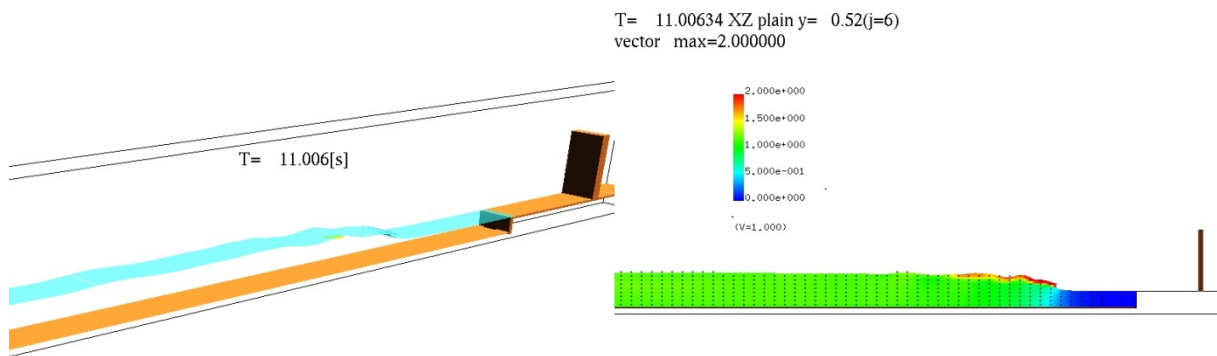 T= 11.006[s]
T= 11.00634 XZ plain y= 0.52(j=6)
vector max=2.000000
2.000e+000
1.500e+000
1.000e+000
5.000e-001
0.000e+000
(V=1.000)